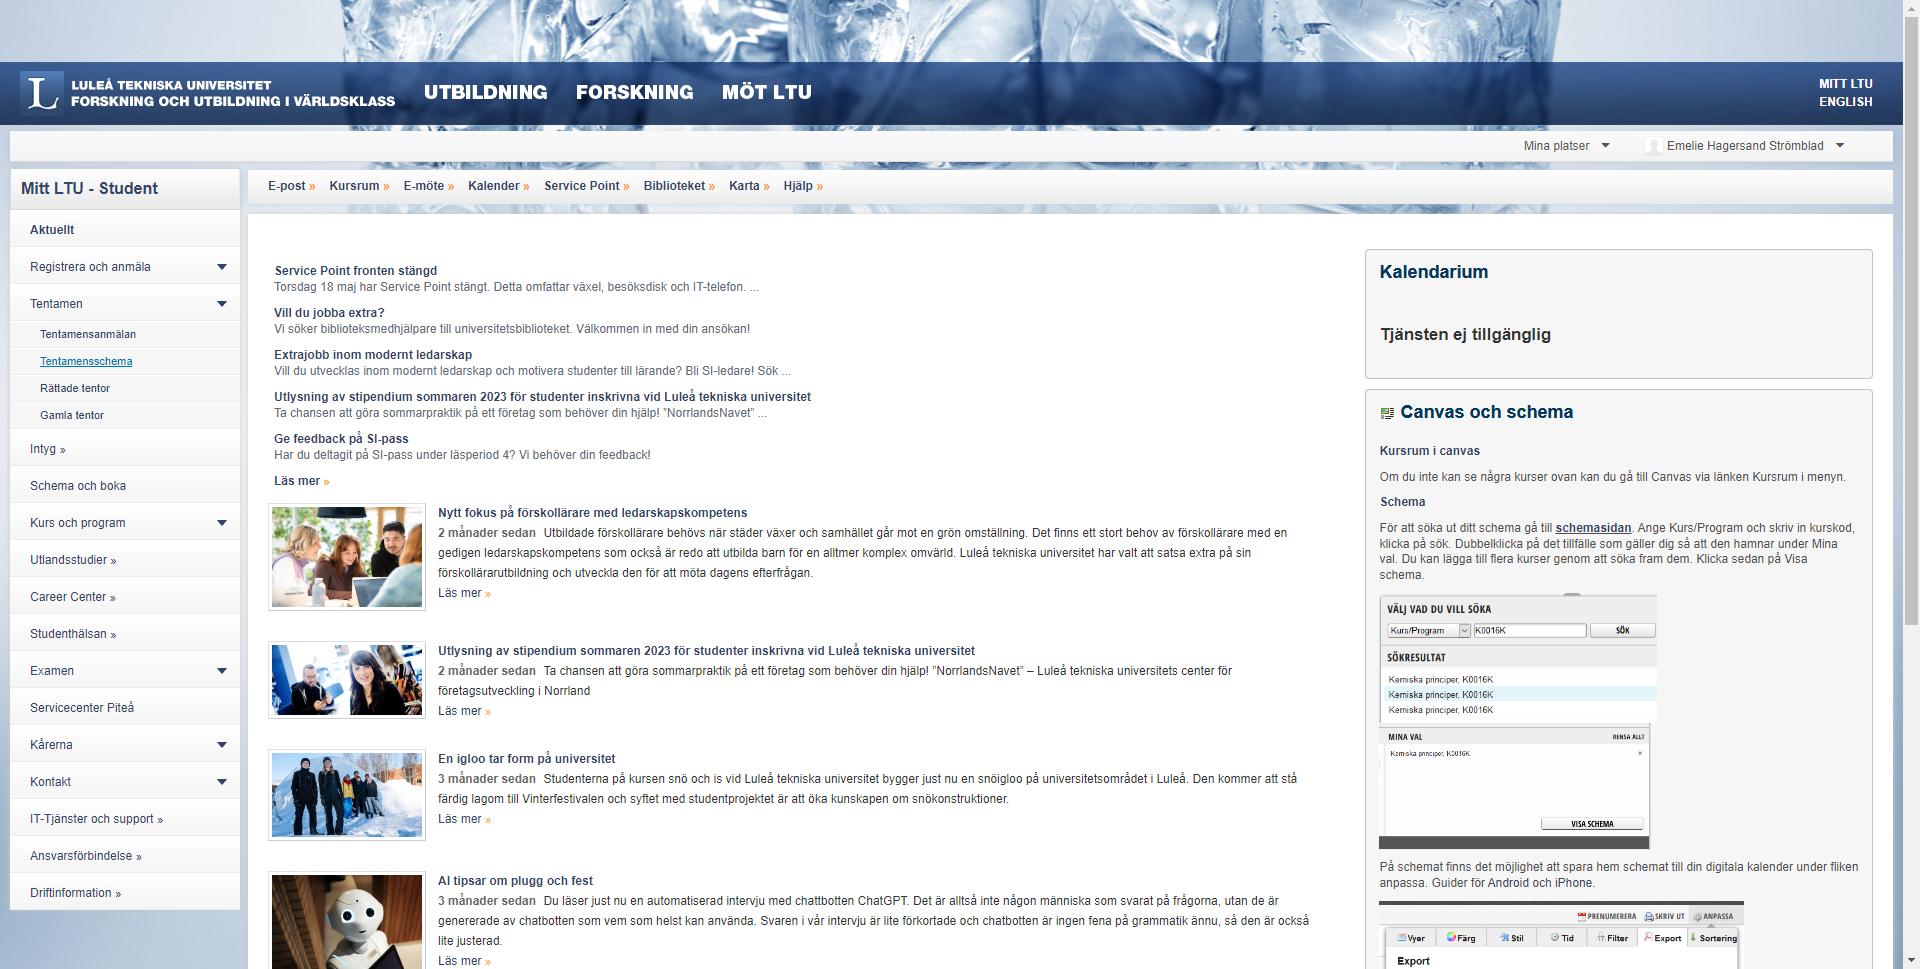 LULEÅ TEKNISKA UNIVERSITET
FORSKNING OCH UTBILDNING I VÄRLDSKLASS
UTBILDNING
FORSKNING
MÖT LTU
MITT LTU
ENGLISH
Mina platser
Emelie Hagersand Strömblad
Mitt LTU - Student
Aktuellt
Registrera och anmäla
Tentamen
Tentamensanmälan
Tentamensschema
Rättade tentor
Gamla tentor
Intyg »
Schema och boka
Kurs och program
Utlandsstudier »
Career Center »
Studenthälsan »
Examen
Servicecenter Piteå
Kårerna
Kontakt
IT-Tjänster och support »
Ansvarsförbindelse »
Driftinformation »
E-post »
Kursrum »
E-möte »
Kalender »
Service Point »
Biblioteket »
Karta »
Hjälp »
Service Point fronten stängd
Torsdag 18 maj har Service Point stängt. Detta omfattar växel, besöksdisk och IT-telefon. ...
Vill du jobba extra?
Vi söker biblioteksmedhjälpare till universitetsbiblioteket. Välkommen in med din ansökan!
Extrajobb inom modernt ledarskap
Vill du utvecklas inom modernt ledarskap och motivera studenter till lärande? Bli SI-ledare! Sök ...
Utlysning av stipendium sommaren 2023 för studenter inskrivna vid Luleå tekniska universitet
Ta chansen att göra sommarpraktik på ett företag som behöver din hjälp! ”NorrlandsNavet” ...
Ge feedback på SI-pass
Har du deltagit på SI-pass under läsperiod 4? Vi behöver din feedback!
Läs mer »
Nytt fokus på förskollärare med ledarskapskompetens
2 månader sedan Utbildade förskollärare behövs när städer växer och samhället går mot en grön omställning. Det finns ett stort behov av förskollärare med en
gedigen ledarskapskompetens som också är redo att utbilda barn för en alltmer komplex omvärld. Luleå tekniska universitet har valt att satsa extra på sin
förskollärarutbildning och utveckla den för att möta dagens efterfrågan.
Läs mer »
Utlysning av stipendium sommaren 2023 för studenter inskrivna vid Luleå tekniska universitet
2 månader sedan Ta chansen att göra sommarpraktik på ett företag som behöver din hjälp! ”NorrlandsNavet” – Luleå tekniska universitets center för
företagsutveckling i Norrland
Läs mer »
En igloo tar form på universitet
3 månader sedan Studenterna på kursen snö och is vid Luleå tekniska universitet bygger just nu en snöigloo på universitetsområdet i Luleå. Den kommer att stå
färdig lagom till Vinterfestivalen och syftet med studentprojektet är att öka kunskapen om snökonstruktioner.
Läs mer »
AI tipsar om plugg och fest
3 månader sedan Du läser just nu en automatiserad intervju med chattbotten ChatGPT. Det är alltså inte någon människa som svarat på frågorna, utan de är
genererade av chatbotten som vem som helst kan använda. Svaren i vår intervju är lite förkortade och chatbotten är ingen fena på grammatik ännu, så den är också
lite justerad.
Läs mer »
Kalendarium
Tjänsten ej tillgänglig
Canvas och schema
Kursrum i canvas
Om du inte kan se några kurser ovan kan du gå till Canvas via länken Kursrum i menyn.
Schema
För att söka ut ditt schema gå till schemasidan. Ange Kurs/Program och skriv in kurskod,
klicka på sök. Dubbelklicka på det tillfälle som gäller dig så att den hamnar under Mina
val. Du kan lägga till flera kurser genom att söka fram dem. Klicka sedan på Visa
schema.
VÄLJ VAD DU VILL SÖKA
Kurs/Program K0016K SÖK
SÖKRESULTAT
Kemiska principer, K0016K
Kemiska principer, K0016K
Kemiska principer, K0016K
MINA VAL RENSA ALLT
Kemiska principer, K0016K ×
VISA SCHEMA
På schemat finns det möjlighet att spara hem schemat till din digitala kalender under fliken
anpassa. Guider för Android och iPhone.
PRENUMERERA SKRIV UT ANPASSA
Vyer Färg Stil Tid Filter Export Sortering
Export